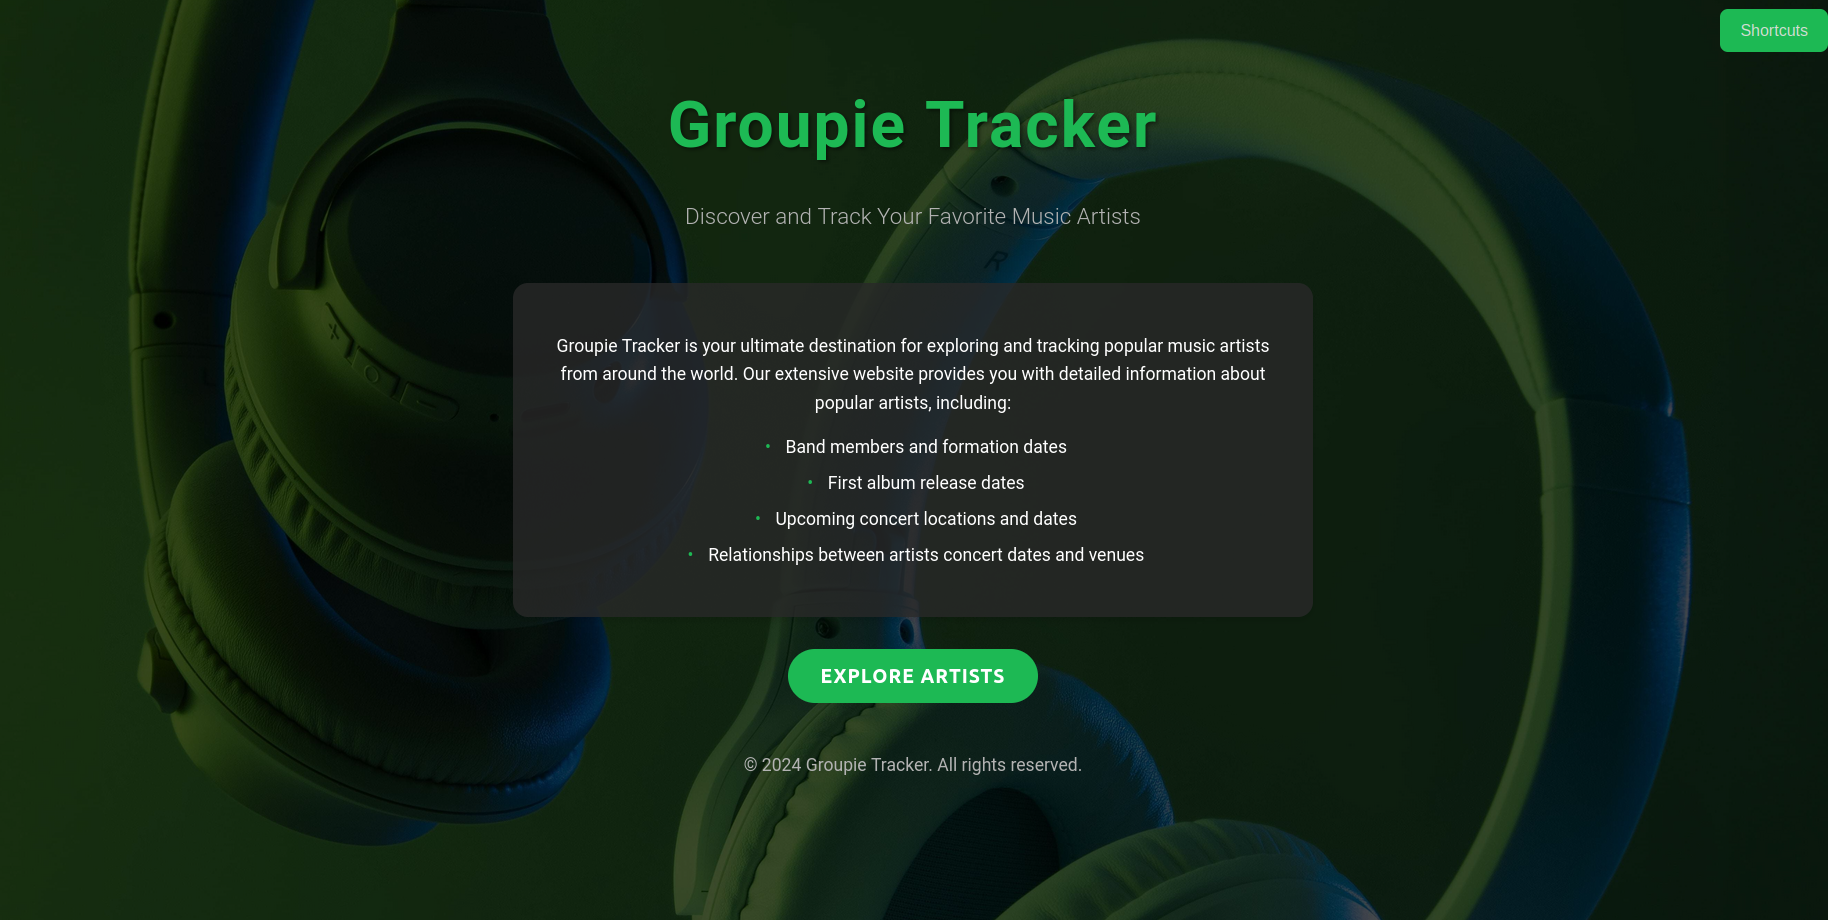 Shortcuts
Groupie Tracker
Discover and Track Your Favorite Music Artists
R
Groupie Tracker is your ultimate destination for exploring and tracking popular music artists
from around the world. Our extensive website provides you with detailed information about
popular artists, including:
• Band members and formation dates
• First album release dates
• Upcoming concert locations and dates
• Relationships between artists concert dates and venues
EXPLORE ARTISTS
© 2024 Groupie Tracker. All rights reserved.